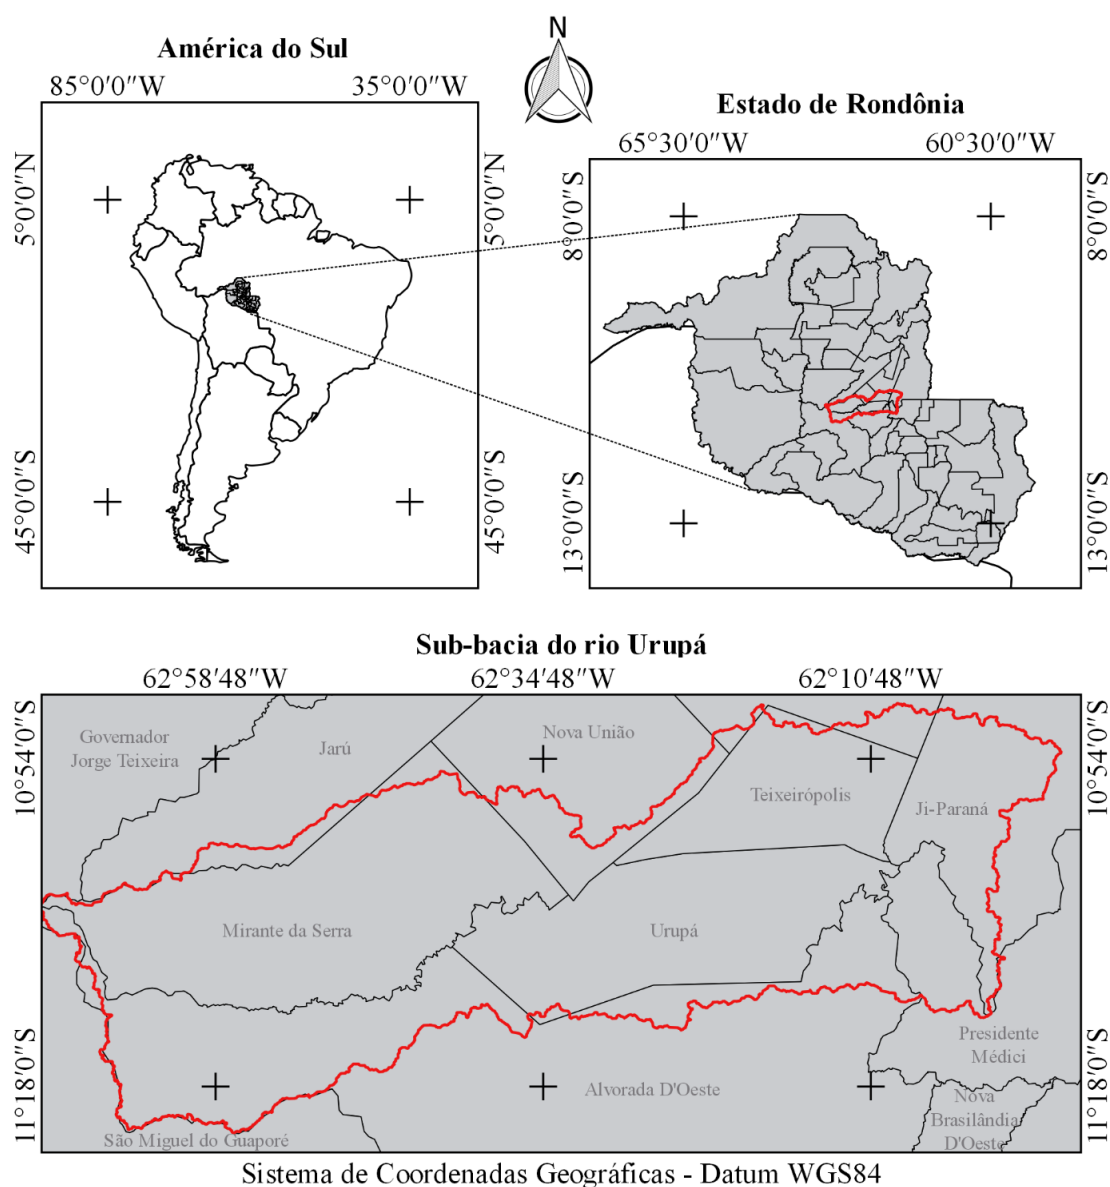 N
América do Sul
85°0'0"W
35°0'0"W
5°0'0"N
5°0'0"N
45°0'0"S
45°0'0"S
Estado de Rondônia
65°30'0"W
60°30'0"W
8°0'0"S
8°0'0"S
13°0'0"S
13°0'0"S
Sub-bacia do rio Urupá
62°58'48"W
62°34'48"W
62°10'48"W
10°54'0"S
10°54'0"S
Governador
Jorge Teixeira
Jarú
Nova União
Teixeirópolis
Ji-Paraná
Mirante da Serra
Urupá
Presidente
Médici
Alvorada D'Oeste
Nova
Brasilândia
D'Oeste
São Miguel do Guaporé
11°18'0"S
11°18'0"S
Sistema de Coordenadas Geográficas - Datum WGS84